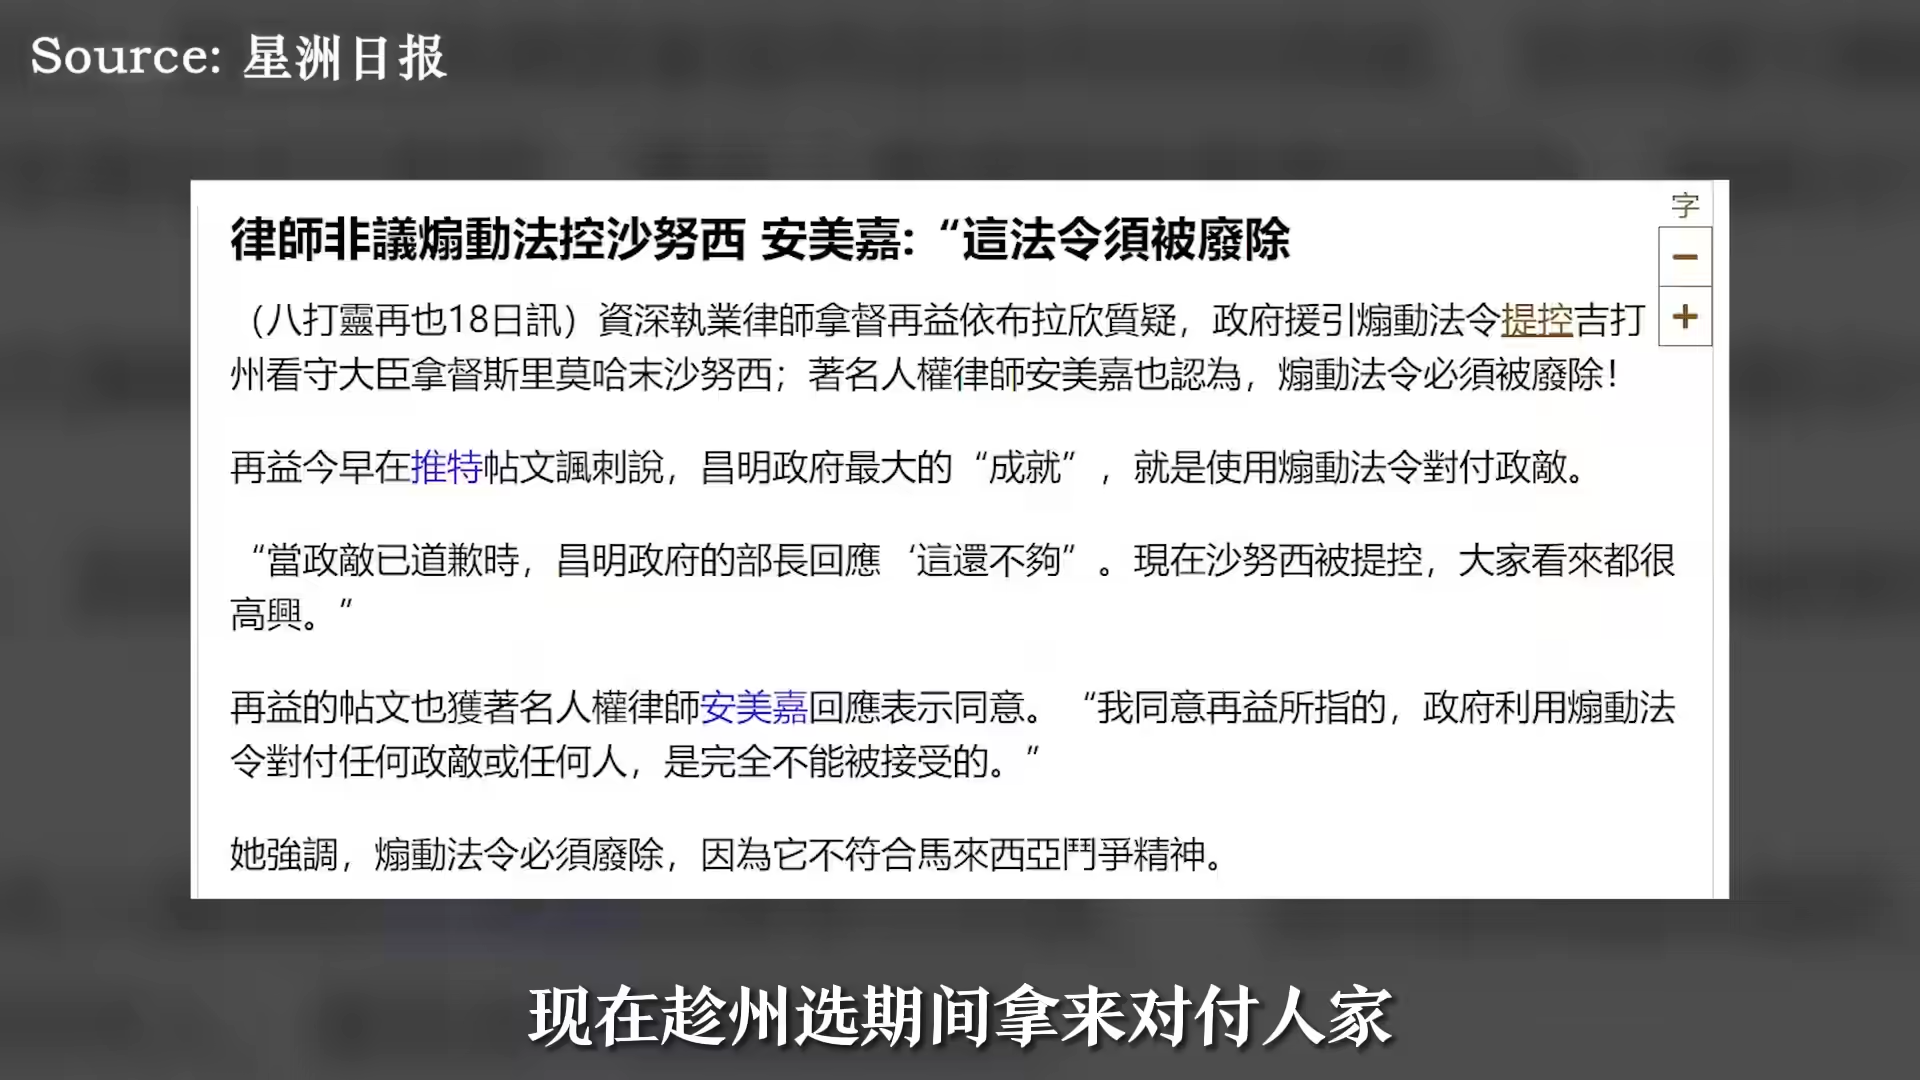 Source: 星洲日报
字
律師非議煽動法控沙努西 安美嘉:“這法令須被廢除
−
（八打靈再也18日訊）資深執業律師拿督再益依布拉欣質疑，政府援引煽動法令提控吉打
+
州看守大臣拿督斯里莫哈末沙努西；著名人權律師安美嘉也認為，煽動法令必須被廢除！
再益今早在推特帖文諷刺說，昌明政府最大的“成就”，就是使用煽動法令對付政敵。
“當政敵已道歉時，昌明政府的部長回應‘這還不夠”。現在沙努西被提控，大家看來都很
高興。”
再益的帖文也獲著名人權律師安美嘉回應表示同意。“我同意再益所指的，政府利用煽動法
令對付任何政敵或任何人，是完全不能被接受的。”
她強調，煽動法令必須廢除，因為它不符合馬來西亞鬥爭精神。
现在趁州选期间拿来对付人家